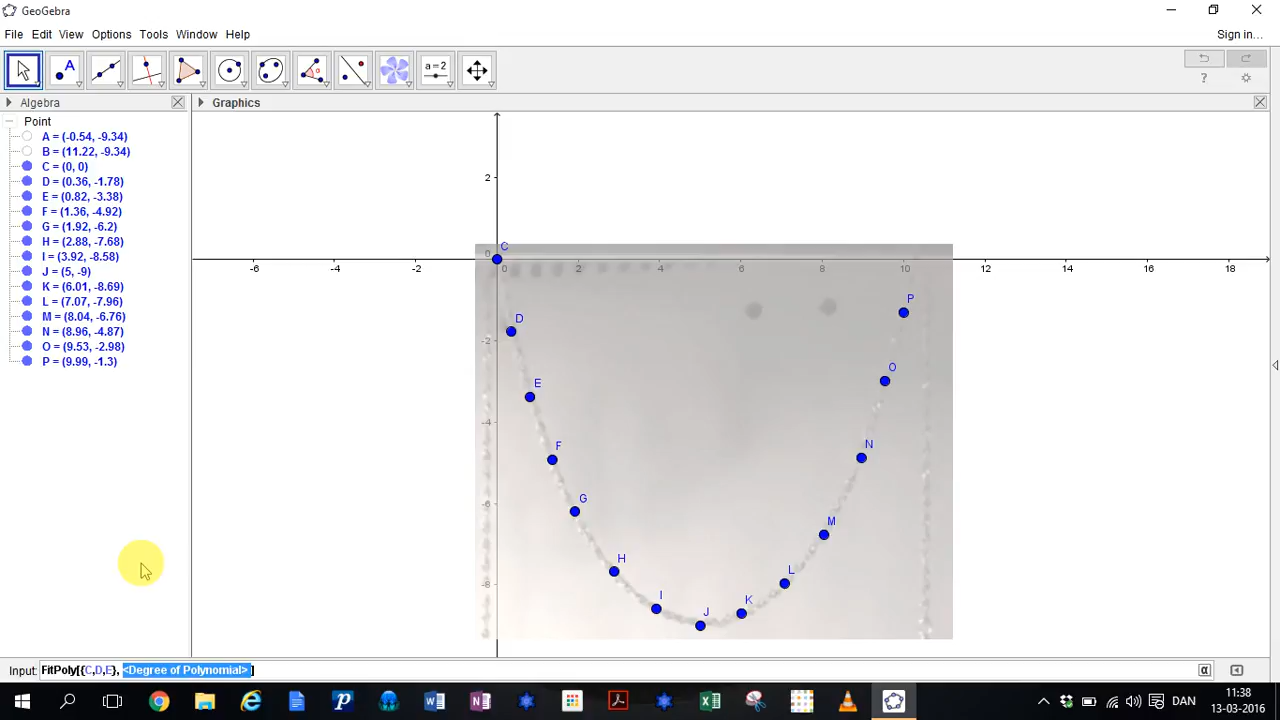 GeoGebra
File Edit View Options Tools Window Help
Sign in...
A
a = 2
?
Algebra
Graphics
Point
A = (-0.54, -9.34)
B = (11.22, -9.34)
C = (0, 0)
D = (0.36, -1.78)
E = (0.82, -3.38)
F = (1.36, -4.92)
G = (1.92, -6.2)
H = (2.88, -7.68)
I = (3.92, -8.58)
J = (5, -9)
K = (6.01, -8.69)
L = (7.07, -7.96)
M = (8.04, -6.76)
N = (8.96, -4.87)
O = (9.53, -2.98)
P = (9.99, -1.3)
2
0 C
-6 -4 -2 0 2 4 6 8 10 12 14 16 18
P
D
-2
O
E
-4
F
N
G
-6
M
H
L
-8
I
K
J
Input: FitPoly[{C,D,E}, <Degree of Polynomial> ]
α
DAN
11:38
13-03-2016